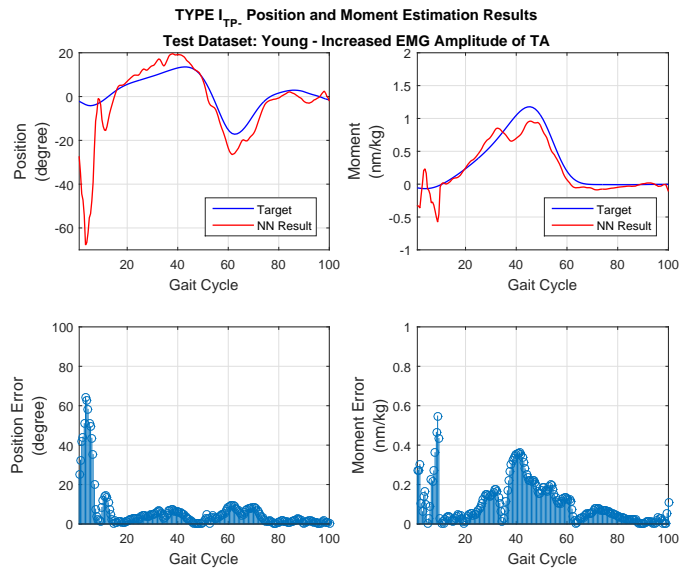 TYPE I_TP- Position and Moment Estimation Results
Test Dataset: Young - Increased EMG Amplitude of TA
20
0
-20
-40
-60
Position
(degree)
Target
NN Result
20 40 60 80 100
Gait Cycle
2
1.5
1
0.5
0
-0.5
-1
Moment
(nm/kg)
Target
NN Result
20 40 60 80 100
Gait Cycle
100
80
60
40
20
0
Position Error
(degree)
20 40 60 80 100
Gait Cycle
1
0.8
0.6
0.4
0.2
0
Moment Error
(nm/kg)
20 40 60 80 100
Gait Cycle